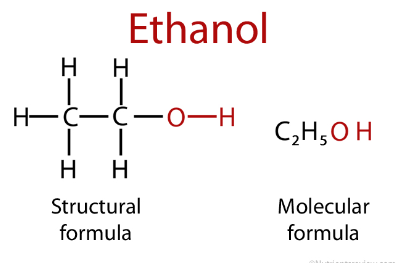 Ethanol
H H
H C C O H
H H
C₂H₅O H
Structural
formula
Molecular
formula